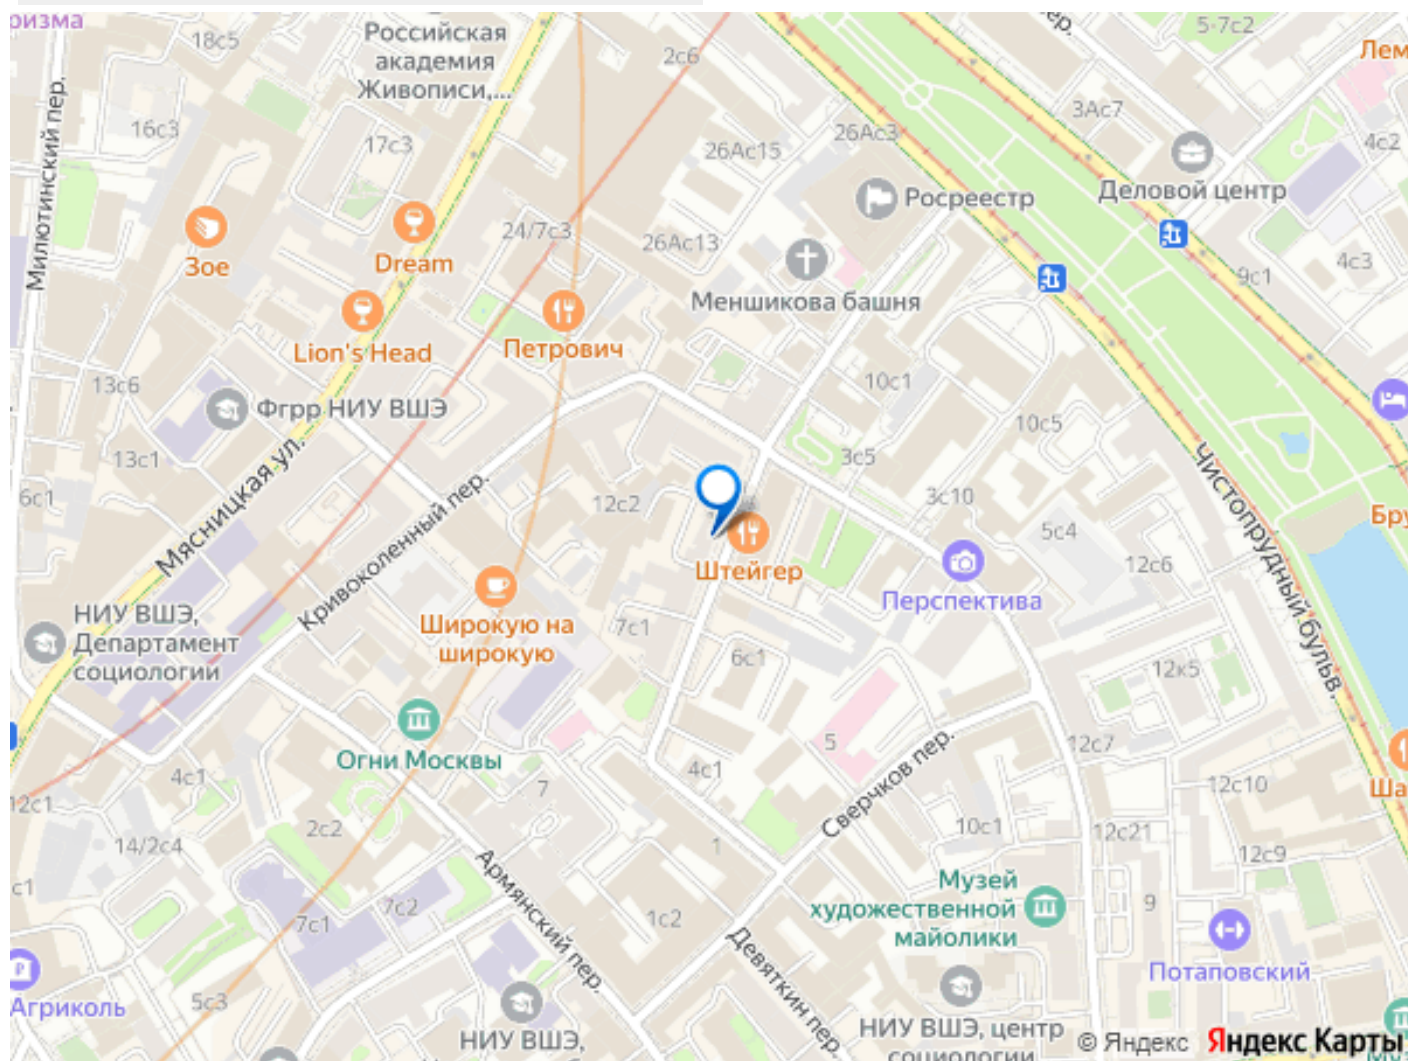 ризма
18с5
Российская
академия
Живописи,...
2с6
5-7с2
Лем
Милютинский пер.
16с3
17с3
26Ас15
26Ас3
3Ас7
4с2
Деловой центр
Росреестр
24/7с3
26Ас13
Зое
Dream
Меншикова башня
4с3
9с1
Lion's Head
Петрович
13с6
10с1
Фгрр НИУ ВШЭ
10с5
13с1
3с5
6с1
Мясницкая ул.
12с2
3с10
Чистопрудный бульв.
Бру
Кривоколенный пер.
5с4
Штейгер
12с6
Перспектива
НИУ ВШЭ,
Департамент
социологии
Широкую на
широкую
7с1
6с1
12к5
Огни Москвы
5
12с7
4с1
4с1
7
Сверчков пер.
12с10
Ша
12с1
2с2
10с1
12с21
14/2с4
1
12с9
Армянский пер.
Музей
художественной
майолики
с1
7с2
7с1
1с2
9
Девяткин пер.
Потаповский
Агриколь
5с3
НИУ ВШЭ,
НИУ ВШЭ, центр
социологии
© Яндекс Яндекс Карты